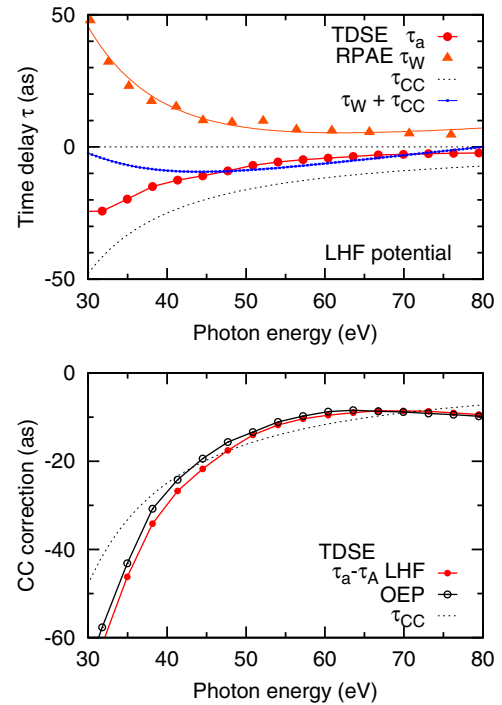 50
0
-50
Time delay τ (as)
TDSE τa
RPAE τW
τCC
τW + τCC
LHF potential
30 40 50 60 70 80
Photon energy (eV)
0
-20
-40
-60
CC correction (as)
TDSE
τa-τA LHF
OEP
τCC
30 40 50 60 70 80
Photon energy (eV)